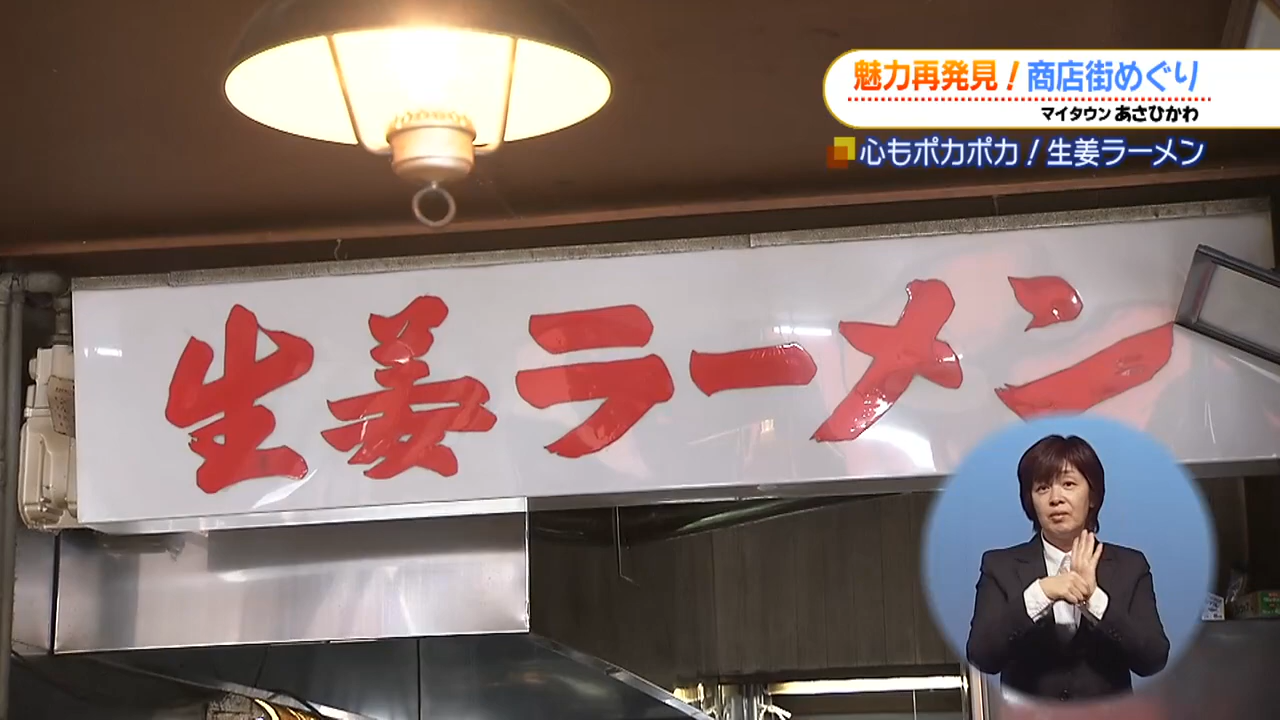 魅力再発見！商店街めぐり
マイタウンあさひかわ
心もポカポカ！生姜ラーメン
生姜ラーメン